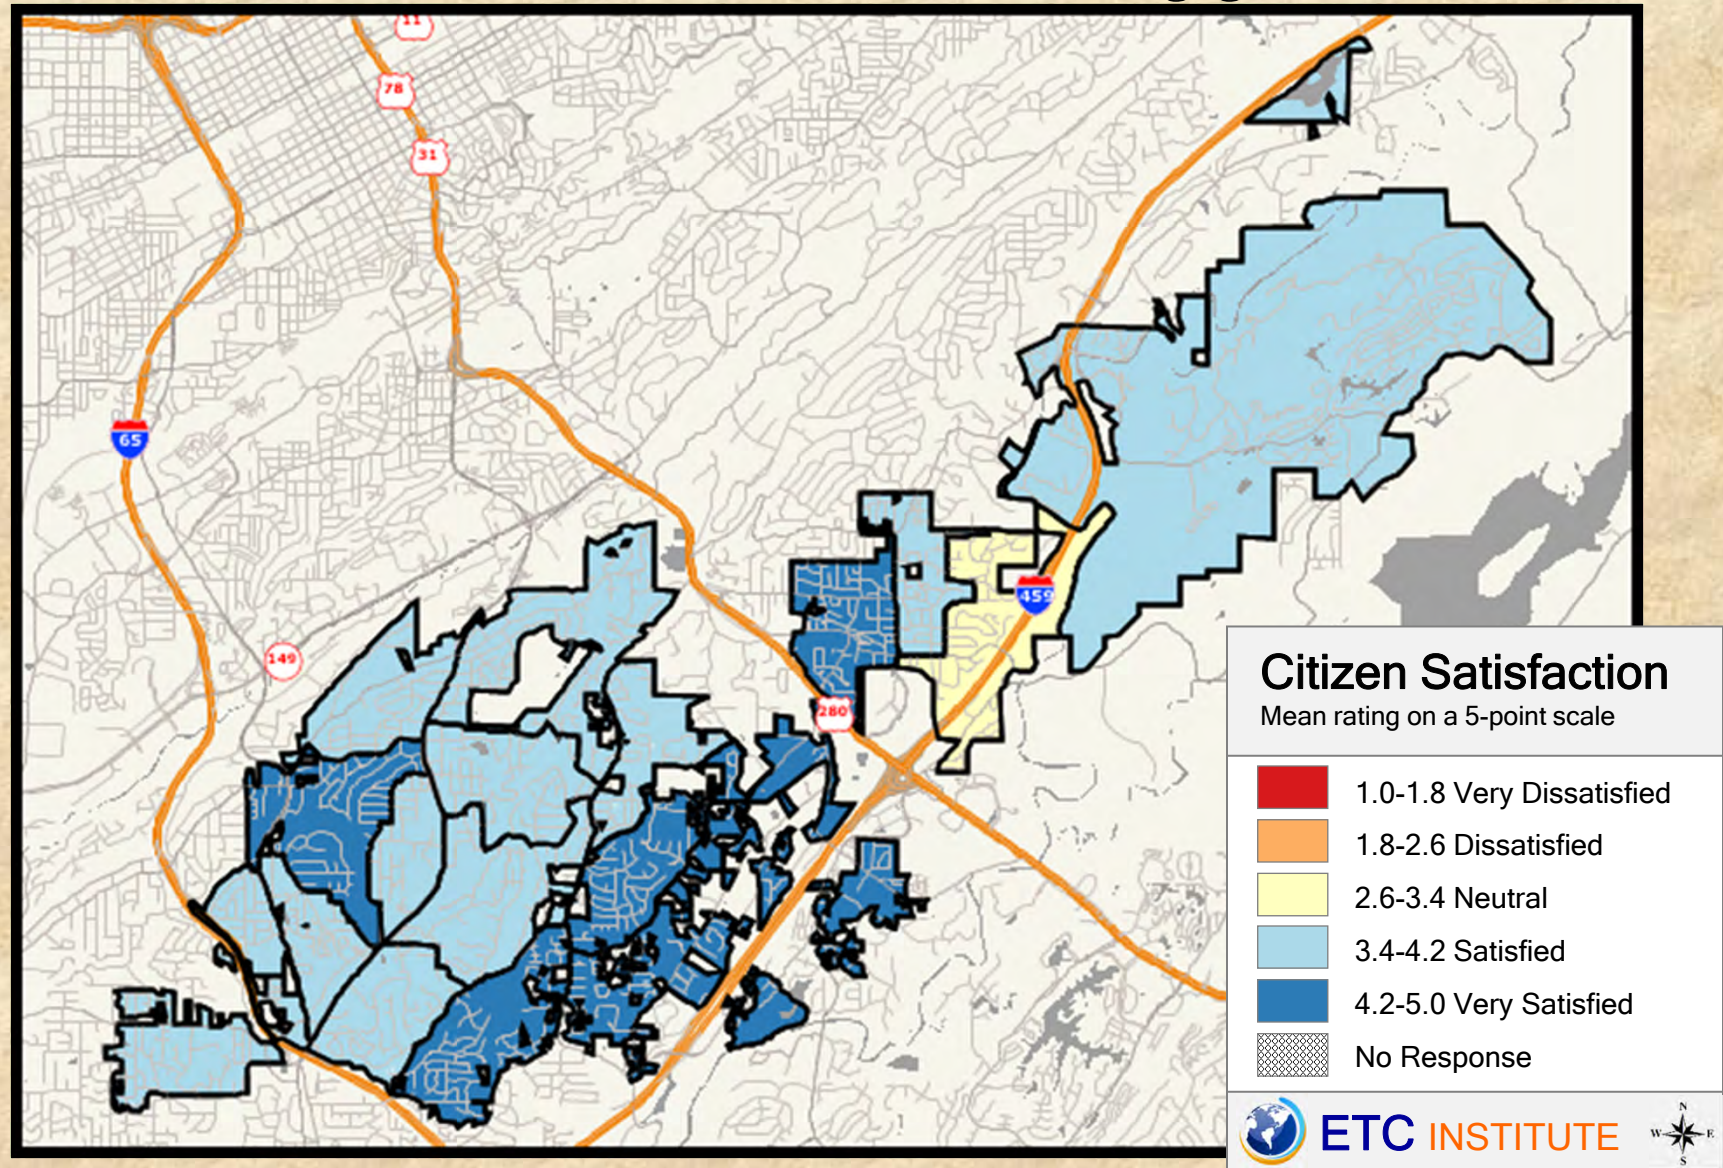 11
78
31
65
149
459
280
Citizen Satisfaction
Mean rating on a 5-point scale
1.0-1.8 Very Dissatisfied
1.8-2.6 Dissatisfied
2.6-3.4 Neutral
3.4-4.2 Satisfied
4.2-5.0 Very Satisfied
No Response
ETC INSTITUTE
N
W E
S